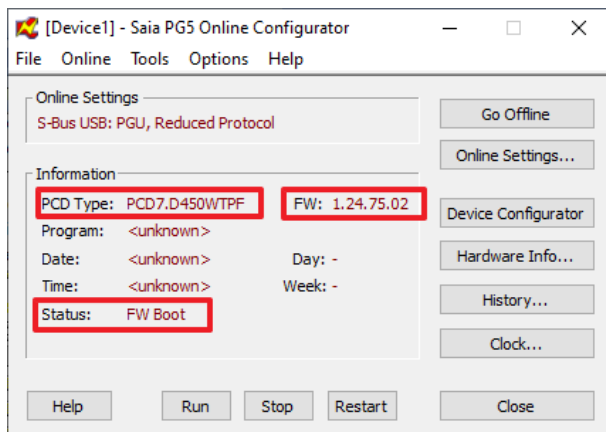 [Device1] - Saia PG5 Online Configurator
File Online Tools Options Help
Online Settings
S-Bus USB: PGU, Reduced Protocol
Go Offline
Online Settings...
Information
PCD Type: PCD7.D450WTPF FW: 1.24.75.02
Device Configurator
Program: <unknown>
Date: <unknown> Day: -
Hardware Info...
Time: <unknown> Week: -
History...
Status: FW Boot
Clock...
Help Run Stop Restart Close